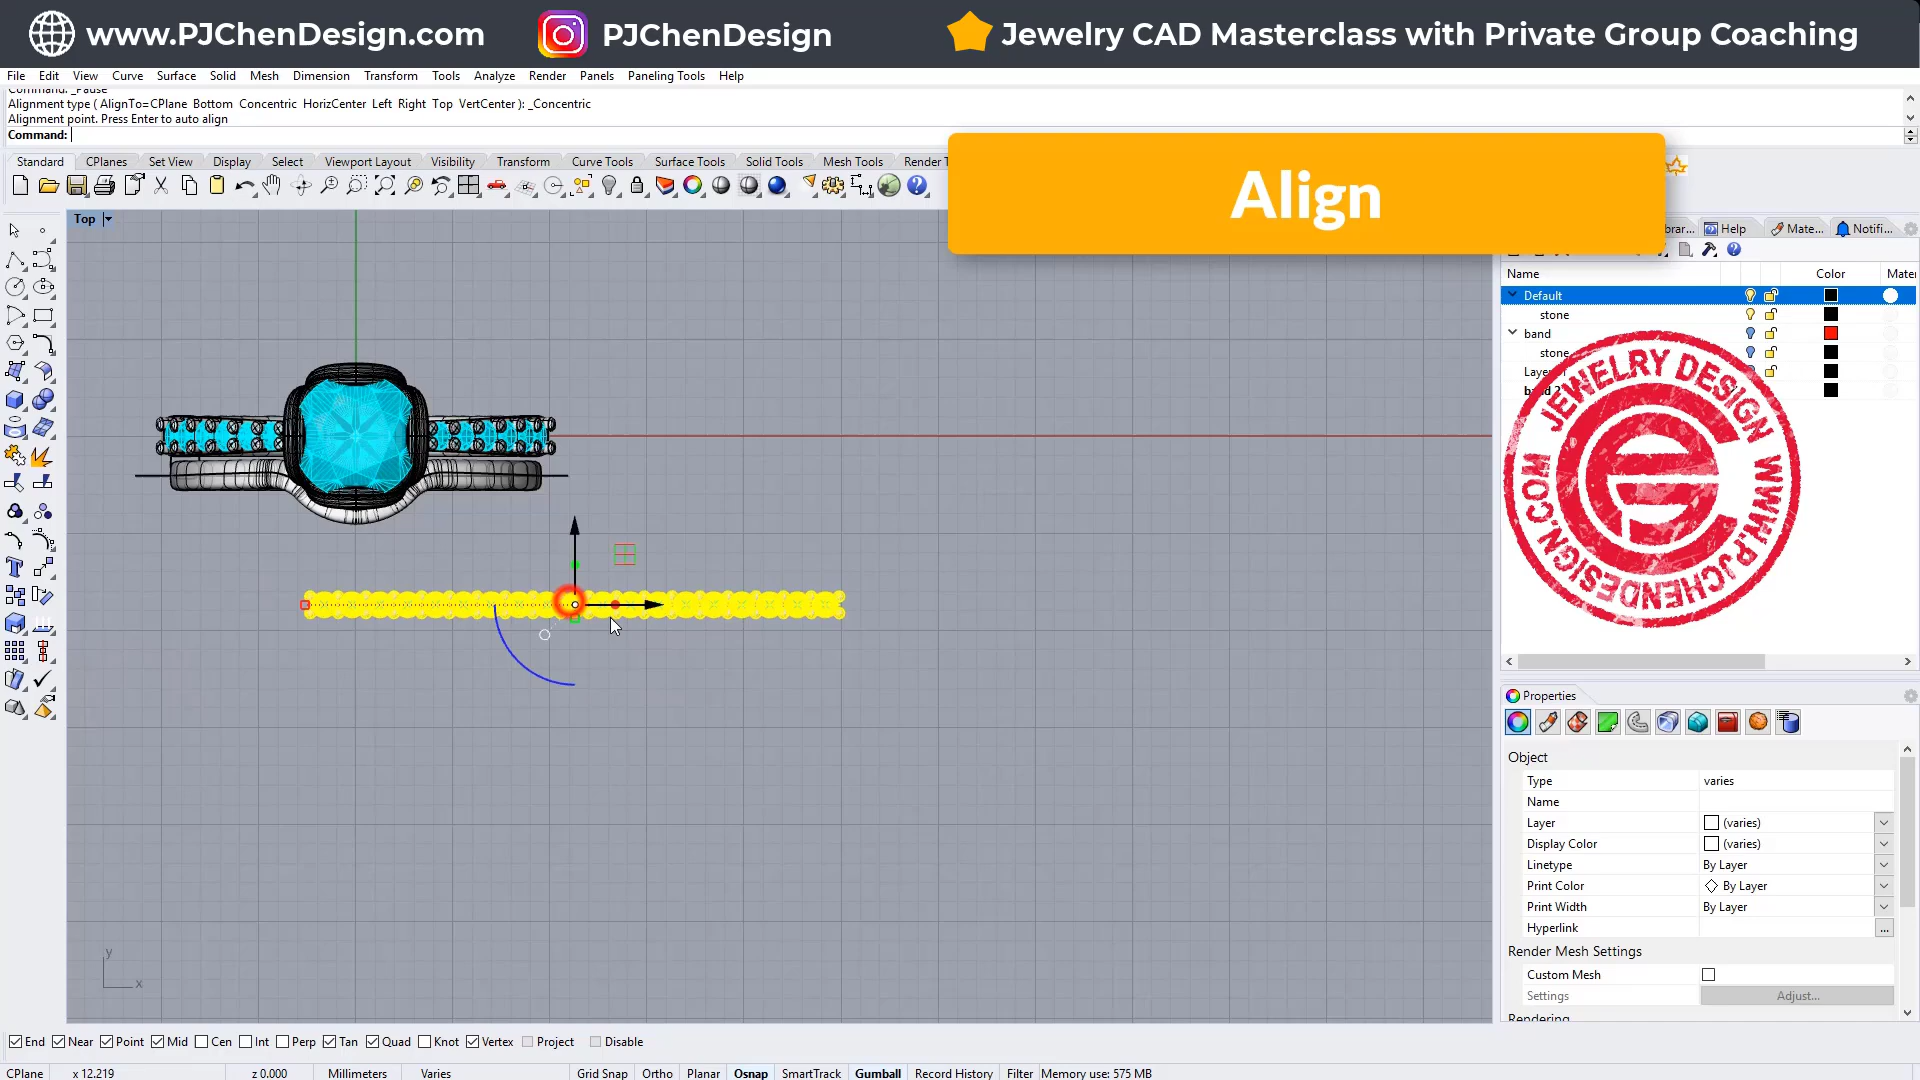 www.PJChenDesign.com
PJChenDesign
Jewelry CAD Masterclass with Private Group Coaching
File Edit View Curve Surface Solid Mesh Dimension Transform Tools Analyze Render Panels Paneling Tools Help
Command: _Pause
Alignment type ( AlignTo=CPlane Bottom Concentric HorizCenter Left Right Top VertCenter ): _Concentric
Alignment point. Press Enter to auto align
Command:
Standard CPlanes Set View Display Select Viewport Layout Visibility Transform Curve Tools Surface Tools Solid Tools Mesh Tools Render T
Align
Top
brar... Help Mate... Notifi...
Name Color Mater
Default
stone
band
stone
JEWELRY DESIGN WWW.PJCHENDESIGN.COM
y
x
Properties
Object
Type varies
Name
Layer (varies)
Display Color (varies)
Linetype By Layer
Print Color By Layer
Print Width By Layer
Hyperlink ...
Render Mesh Settings
Custom Mesh
Settings Adjust...
Rendering
End Near Point Mid Cen Int Perp Tan Quad Knot Vertex Project Disable
CPlane x 12.219 z 0.000 Millimeters Varies Grid Snap Ortho Planar Osnap SmartTrack Gumball Record History Filter Memory use: 575 MB